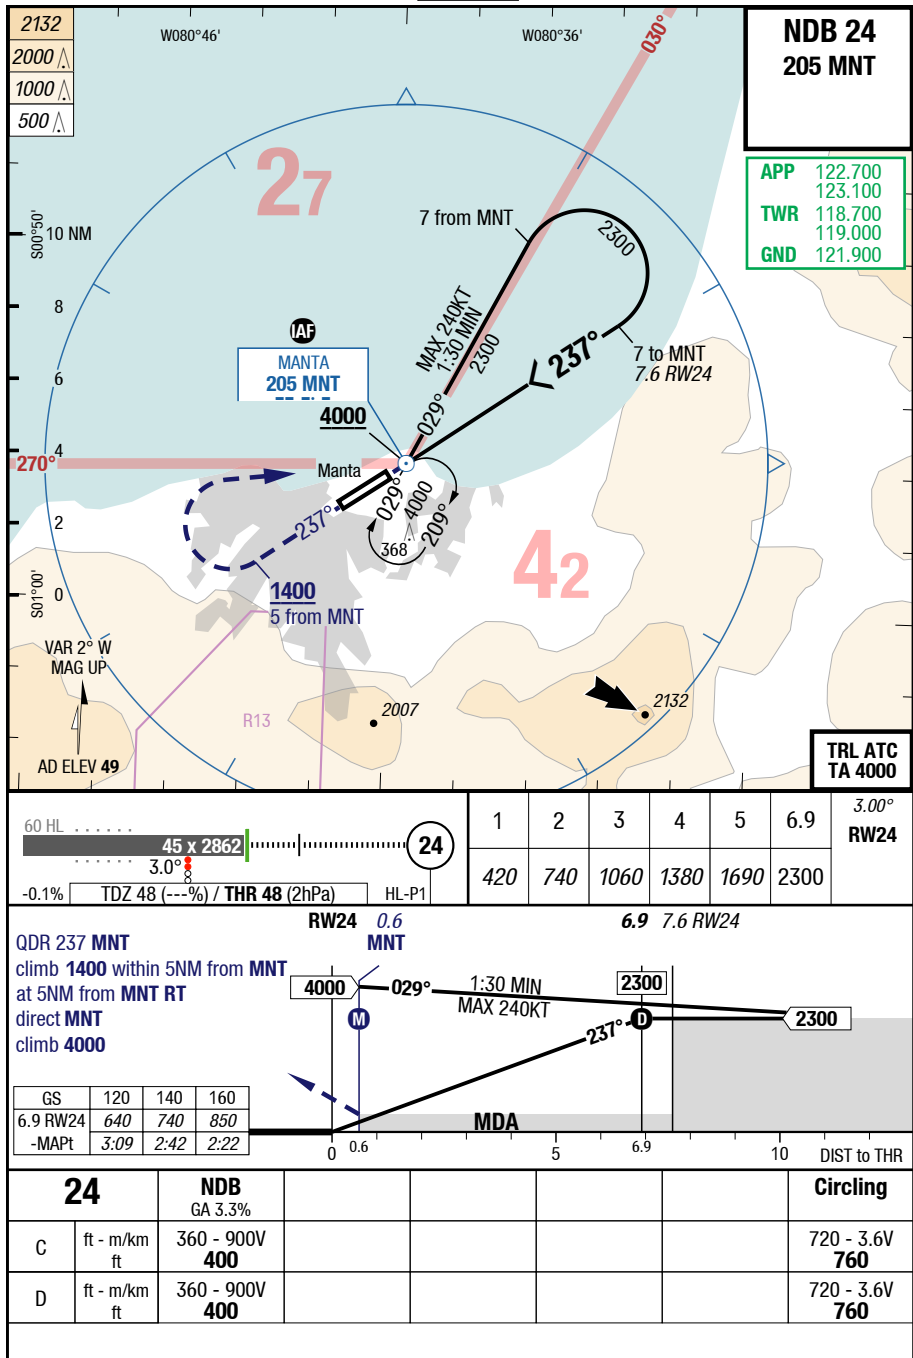 2132
2000
1000
500
W080°46'
W080°36'
030°
NDB 24
205 MNT
APP 122.700
123.100
TWR 118.700
119.000
GND 121.900
27
7 from MNT
2300
S00°50'
10 NM
8
6
4
2
0
S01°00'
MAX 240KT
1:30 MIN
2300
IAF
MANTA
205 MNT
4000
237°
7 to MNT
7.6 RW24
029°
270°
Manta
029°
4000
209°
368
237°
42
1400
5 from MNT
VAR 2° W
MAG UP
R13
2007
2132
AD ELEV 49
TRL ATC
TA 4000
60 HL
45 x 2862
24
3.0°
-0.1% TDZ 48 (---%) / THR 48 (2hPa) HL-P1
1 2 3 4 5 6.9 3.00°
RW24
420 740 1060 1380 1690 2300
RW24 0.6 6.9 7.6 RW24
MNT
QDR 237 MNT
climb 1400 within 5NM from MNT
at 5NM from MNT RT
direct MNT
climb 4000
4000 029° 1:30 MIN 2300
MAX 240KT
M 237° D 2300
GS 120 140 160
6.9 RW24 640 740 850
-MAPt 3:09 2:42 2:22
MDA
0 0.6 5 6.9 10 DIST to THR
24 NDB Circling
GA 3.3%
C ft - m/km 360 - 900V 720 - 3.6V
ft 400 760
D ft - m/km 360 - 900V 720 - 3.6V
ft 400 760